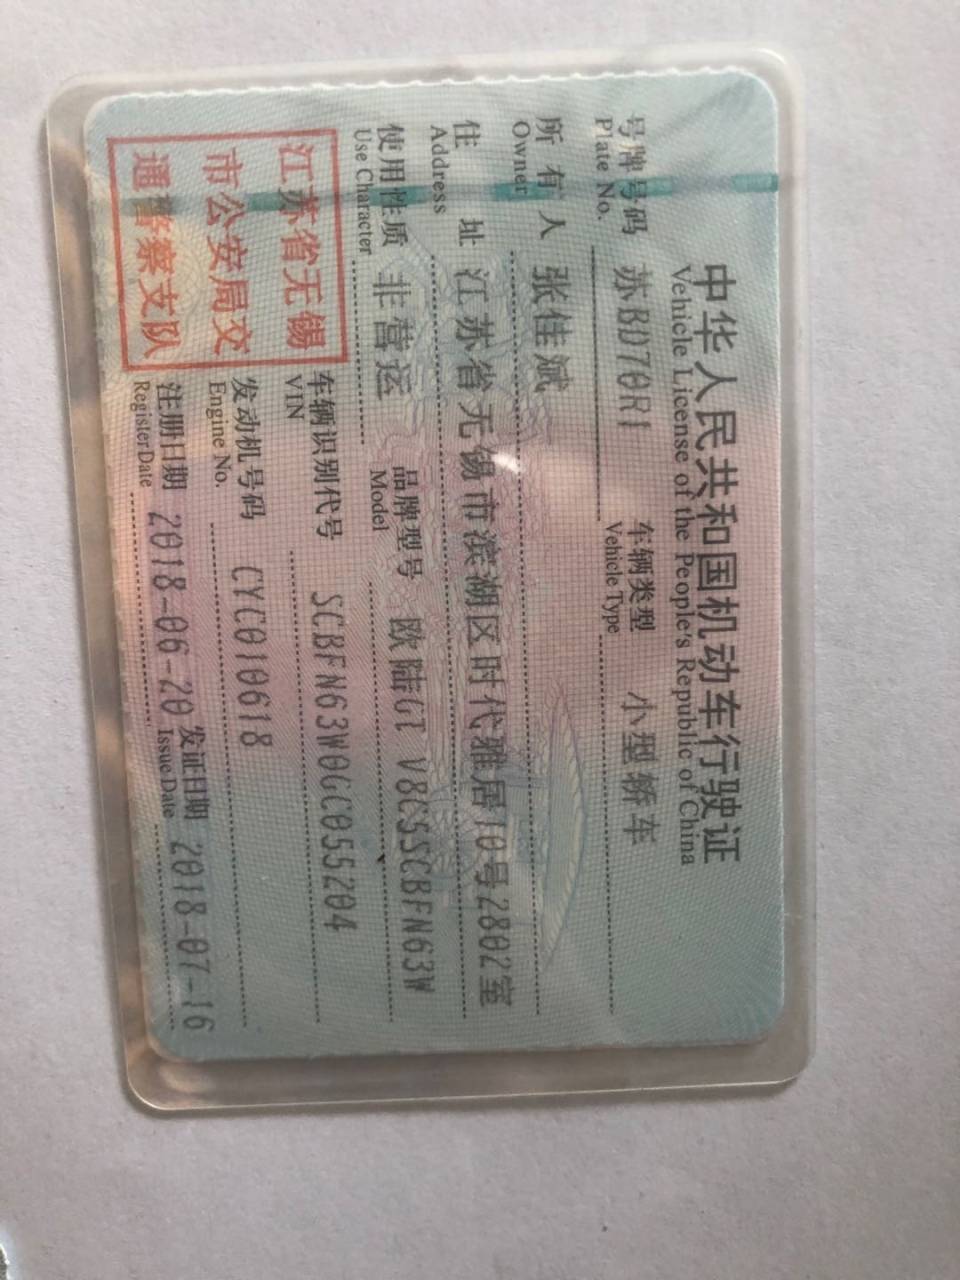 中华人民共和国机动车行驶证
Vehicle License of the People's Republic of China
号牌号码 苏BD70R1 车辆类型 小型轿车
Plate No. Vehicle Type
所有人 张佳斌
Owner
住址 江苏省无锡市滨湖区时代雅居10号2802室
Address
使用性质 非营运 品牌型号 欧陆GT V8C5SCBFN63W
Use Character Model
江苏省无锡市公安局交通警察支队
车辆识别代号 SCBFN63W0GC055204
VIN
发动机号码 CYC010618
Engine No.
注册日期 2018-06-20 发证日期 2018-07-16
Register Date Issue Date